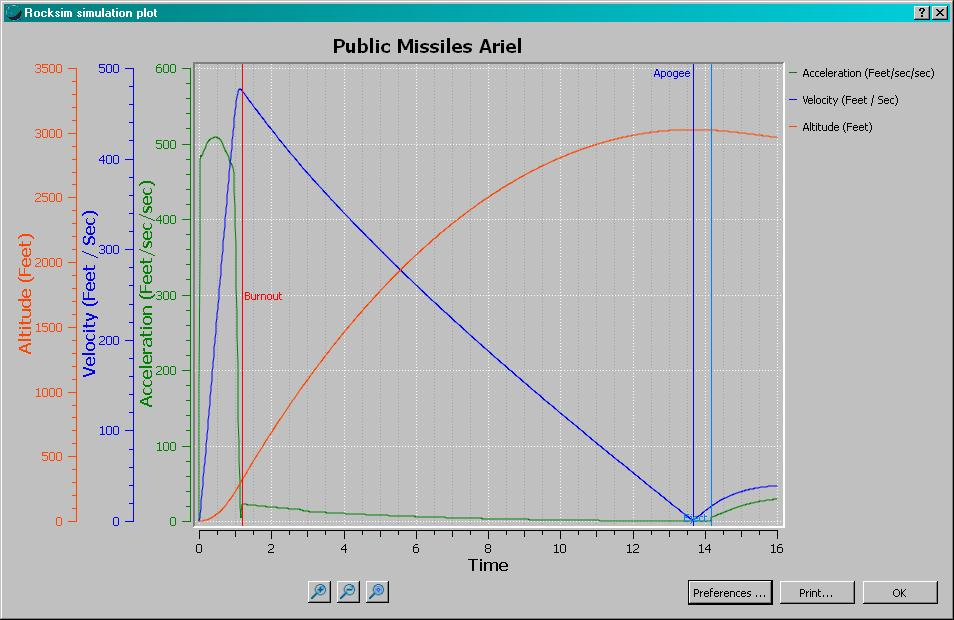 Rocksim simulation plot
Public Missiles Ariel
3500
3000
2500
2000
1500
1000
500
0
Altitude (Feet)
500
400
300
200
100
0
Velocity (Feet / Sec)
600
500
400
300
200
100
0
Acceleration (Feet/sec/sec)
Apogee
Burnout
Eject
Acceleration (Feet/sec/sec)
Velocity (Feet / Sec)
Altitude (Feet)
0 2 4 6 8 10 12 14 16
Time
Preferences ... Print... OK